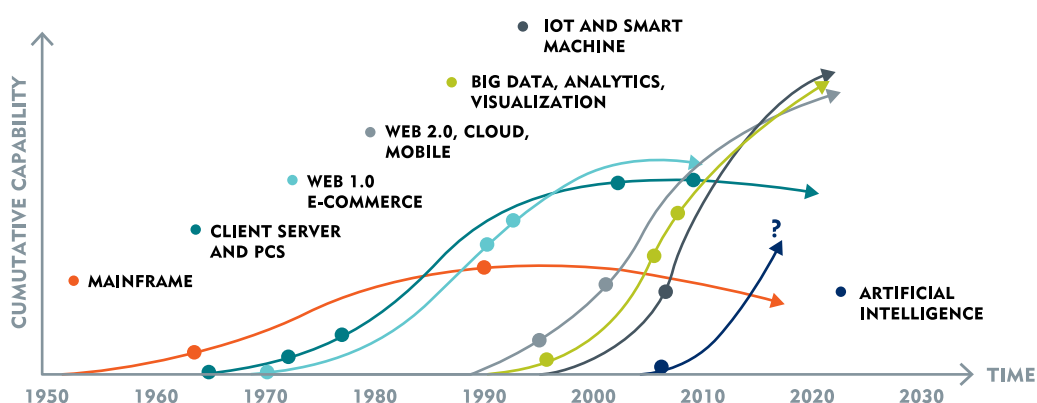 IOT AND SMART
MACHINE
BIG DATA, ANALYTICS,
VISUALIZATION
WEB 2.0, CLOUD,
MOBILE
WEB 1.0
E-COMMERCE
CLIENT SERVER
AND PCS
MAINFRAME
?
ARTIFICIAL
INTELLIGENCE
CUMUTATIVE CAPABILITY
TIME
1950 1960 1970 1980 1990 2000 2010 2020 2030